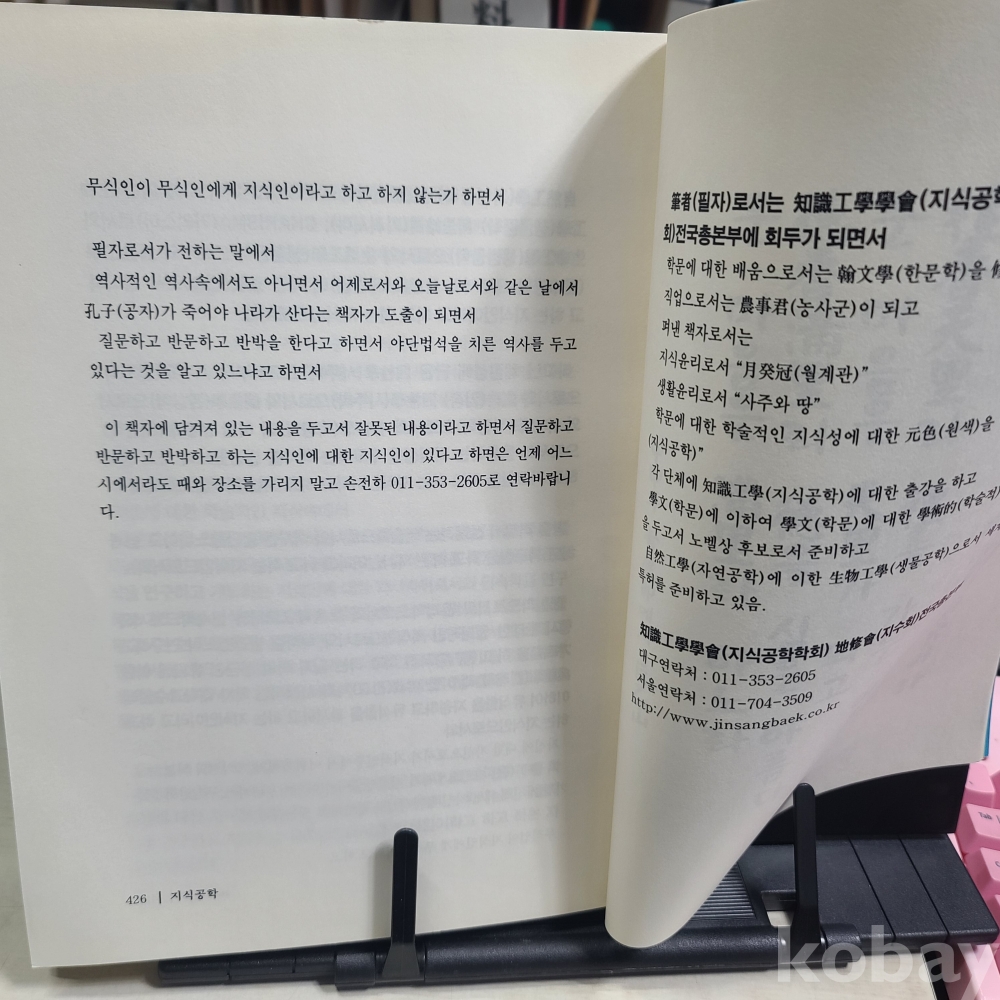 무식인이 무식인에게 지식인이라고 하고 하지 않는가 하면서
필자로서가 전하는 말에서
역사적인 역사속에서도 아니면서 어제로서와 오늘날로서와 같은 날에서
孔子(공자)가 죽어야 나라가 산다는 책자가 도출이 되면서
질문하고 반문하고 반박을 한다고 하면서 야단법석을 치른 역사를 두고
있다는 것을 알고 있느냐고 하면서
이 책자에 담겨져 있는 내용을 두고서 잘못된 내용이라고 하면서 질문하고
반문하고 반박하고 하는 지식인에 대한 지식인이 있다고 하면은 언제 어느
시에서라도 때와 장소를 가리지 말고 손전하 011-353-2605로 연락바랍니
다.
426 | 지식공학
筆者(필자)로서는 知識工學學會(지식공학
회)전국총본부에 회두가 되면서
학문에 대한 배움으로서는 翰文學(한문학)을 修
직업으로서는 農事君(농사군)이 되고
펴낸 책자로서는
지식윤리로서 “月癸冠(월계관)”
생활윤리로서 “사주와 땅”
학문에 대한 학술적인 지식성에 대한 元色(원색)을
(지식공학)”
각 단체에 知識工學(지식공학)에 대한 출강을 하고
學文(학문)에 이하여 學文(학문)에 대한 學術的(학술적)
을 두고서 노벨상 후보로서 준비하고
自然工學(자연공학)에 이한 生物工學(생물공학)으로서
특허를 준비하고 있음.
知識工學學會(지식공학학회) 地修會(지수회)
대구연락처 : 011-353-2605
서울연락처 : 011-704-3509
http://www.jinsangbaek.co.kr
kobay